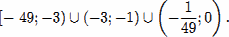 [− 49; −3) ∪ (−3; −1) ∪ (−1/49; 0) .